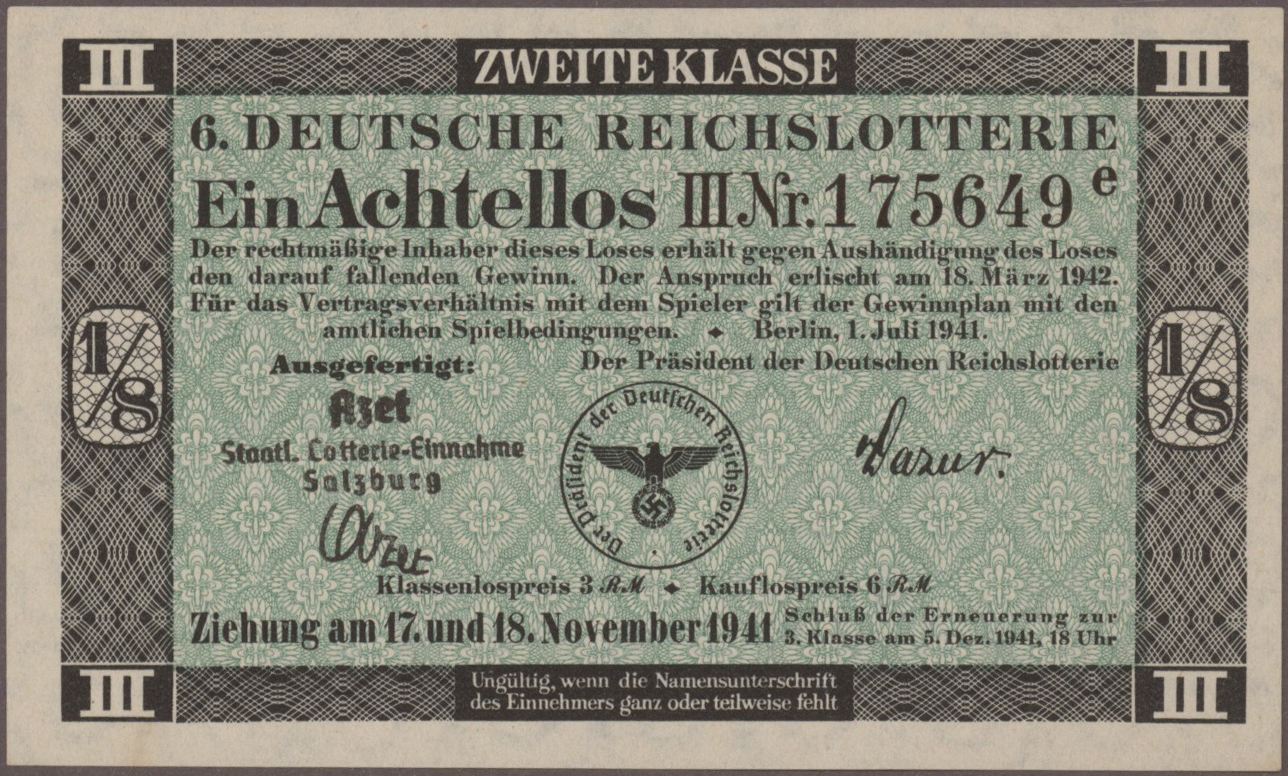 III ZWEITE KLASSE III
6. DEUTSCHE REICHSLOTTERIE
Ein Achtellos III Nr. 175649 e
Der rechtmäßige Inhaber dieses Loses erhält gegen Aushändigung des Loses
den darauf fallenden Gewinn. Der Anspruch erlischt am 18. März 1942.
Für das Vertragsverhältnis mit dem Spieler gilt der Gewinnplan mit den
amtlichen Spielbedingungen. ⬥ Berlin, 1. Juli 1941.
1/8
1/8
Ausgefertigt:
Der Präsident der Deutschen Reichslotterie
Azet
Staatl. Lotterie-Einnahme
Salzburg
Der Präsident der Deutschen Reichslotterie
Dazur.
Klassenlospreis 3 RM ⬥ Kauflospreis 6 RM
Ziehung am 17. und 18. November 1941
Schluß der Erneuerung zur
3. Klasse am 5. Dez. 1941, 18 Uhr
III III
Ungültig, wenn die Namensunterschrift
des Einnehmers ganz oder teilweise fehlt